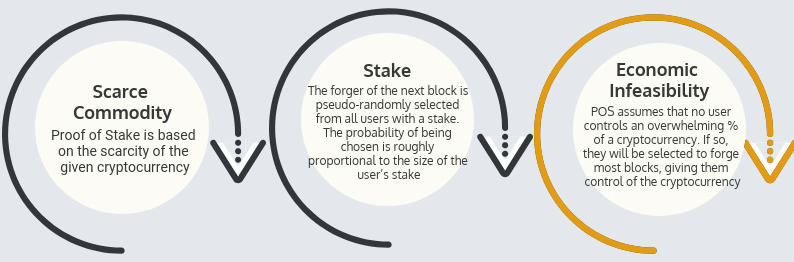 Scarce
Commodity
Proof of Stake is based
on the scarcity of the
given cryptocurrency
Stake
The forger of the next block is
pseudo-randomly selected
from all users with a stake.
The probability of being
chosen is roughly
proportional to the size of the
user's stake
Economic
Infeasibility
POS assumes that no user
controls an overwhelming %
of a cryptocurrency. If so,
they will be selected to forge
most blocks, giving them
control of the cryptocurrency